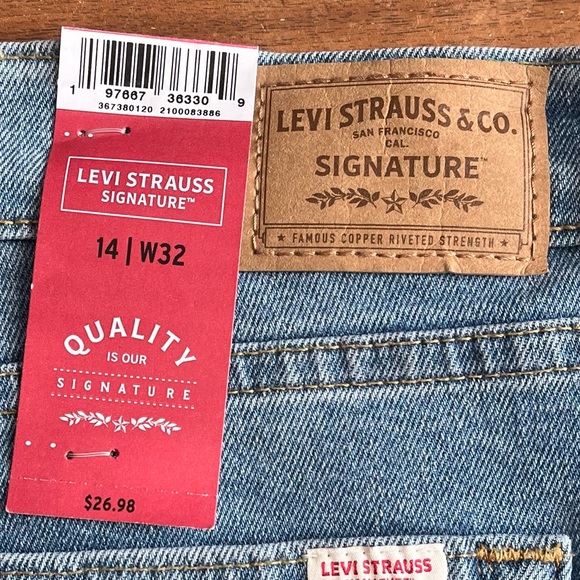 1 97667 36330 9
367380120 2100083886
LEVI STRAUSS
SIGNATURE™
14 | W32
QUALITY
IS OUR
SIGNATURE
$26.98
LEVI STRAUSS & CO.
SAN FRANCISCO
CAL.
SIGNATURE™
★ FAMOUS COPPER RIVETED STRENGTH ★
LEVI STRAUSS
SIGNATURE™